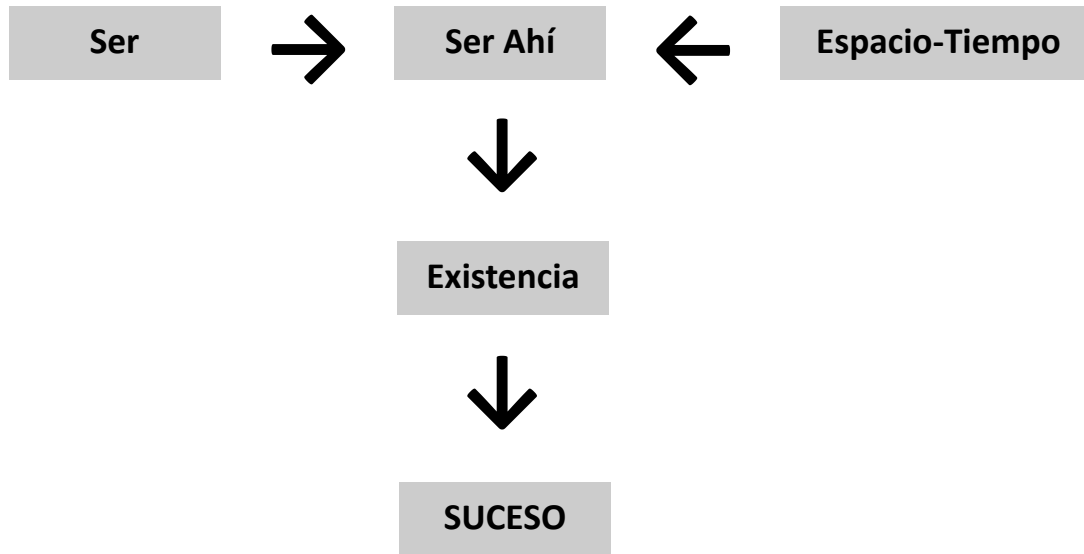 Ser
Ser Ahí
Espacio-Tiempo
Existencia
SUCESO